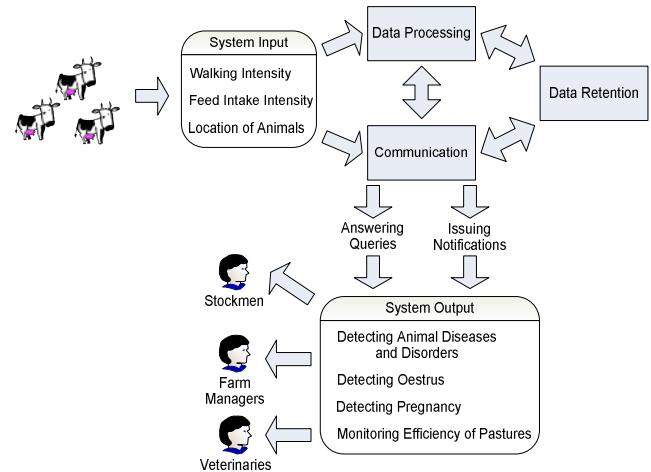 System Input
Walking Intensity
Feed Intake Intensity
Location of Animals
Data Processing
Data Retention
Communication
Answering
Queries
Issuing
Notifications
Stockmen
Farm
Managers
Veterinaries
System Output
Detecting Animal Diseases
and Disorders
Detecting Oestrus
Detecting Pregnancy
Monitoring Efficiency of Pastures